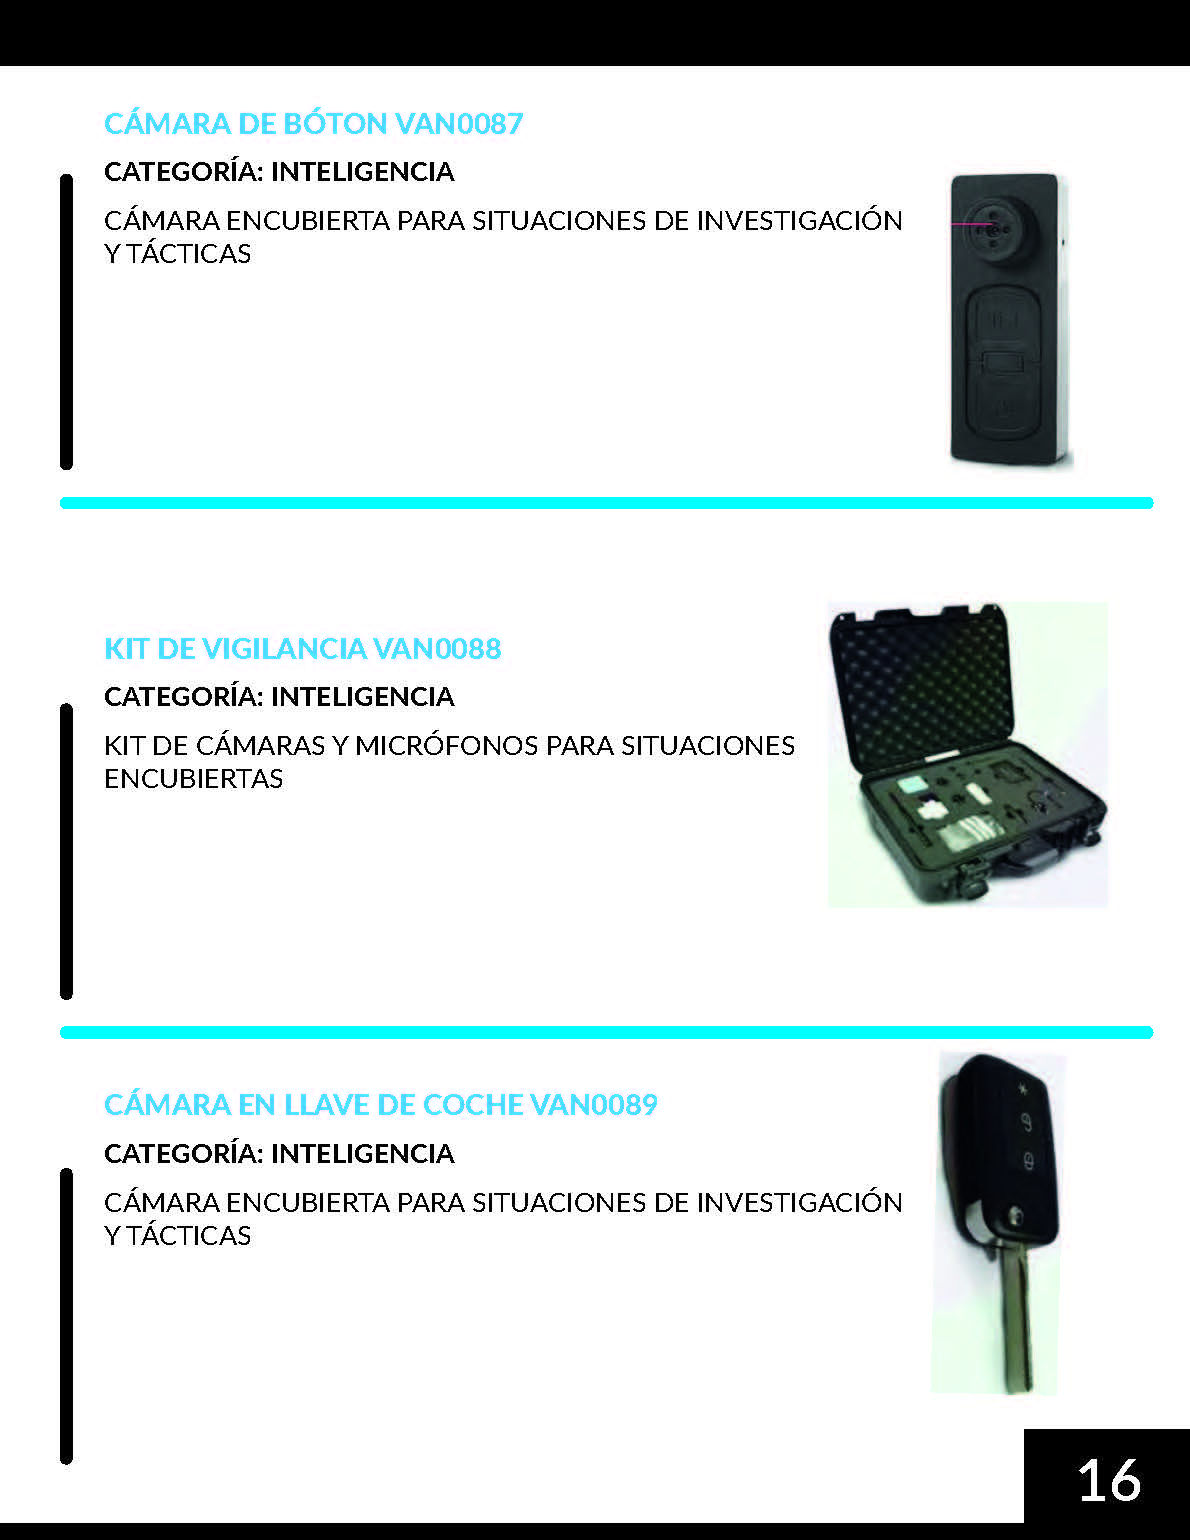 CÁMARA DE BÓTON VAN0087
CATEGORÍA: INTELIGENCIA
CÁMARA ENCUBIERTA PARA SITUACIONES DE INVESTIGACIÓN
Y TÁCTICAS
KIT DE VIGILANCIA VAN0088
CATEGORÍA: INTELIGENCIA
KIT DE CÁMARAS Y MICRÓFONOS PARA SITUACIONES
ENCUBIERTAS
CÁMARA EN LLAVE DE COCHE VAN0089
CATEGORÍA: INTELIGENCIA
CÁMARA ENCUBIERTA PARA SITUACIONES DE INVESTIGACIÓN
Y TÁCTICAS
16